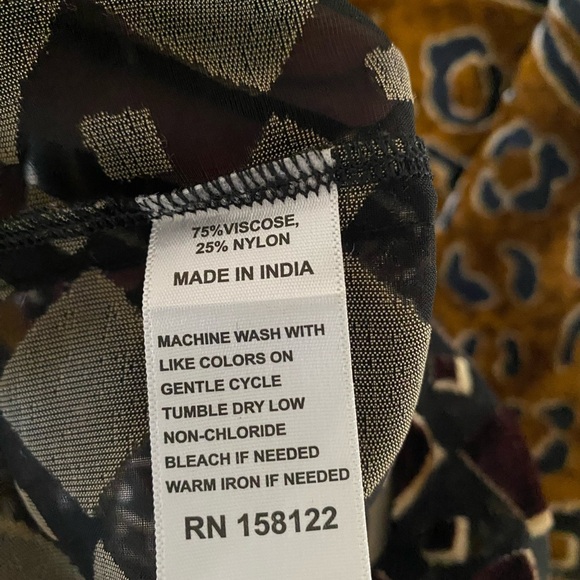 75%VISCOSE,
25% NYLON
MADE IN INDIA
MACHINE WASH WITH
LIKE COLORS ON
GENTLE CYCLE
TUMBLE DRY LOW
NON-CHLORIDE
BLEACH IF NEEDED
WARM IRON IF NEEDED
RN 158122